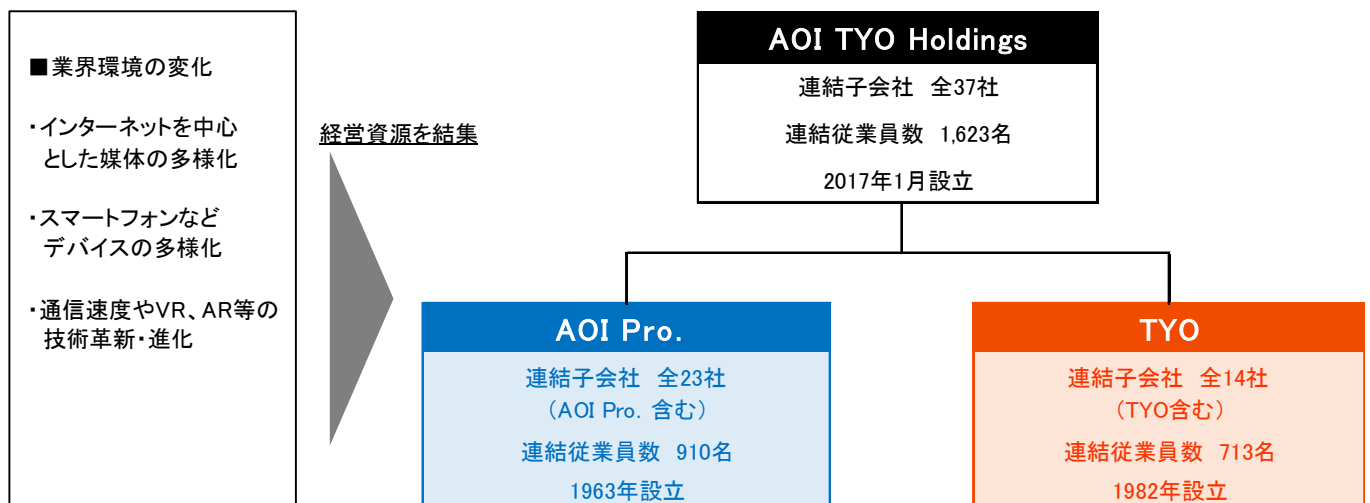 ■業界環境の変化
・インターネットを中心
とした媒体の多様化
・スマートフォンなど
デバイスの多様化
・通信速度やVR、AR等の
技術革新・進化
経営資源を結集
AOI TYO Holdings
連結子会社 全37社
連結従業員数 1,623名
2017年1月設立
AOI Pro.
連結子会社 全23社
（AOI Pro. 含む）
連結従業員数 910名
1963年設立
TYO
連結子会社 全14社
（TYO含む）
連結従業員数 713名
1982年設立